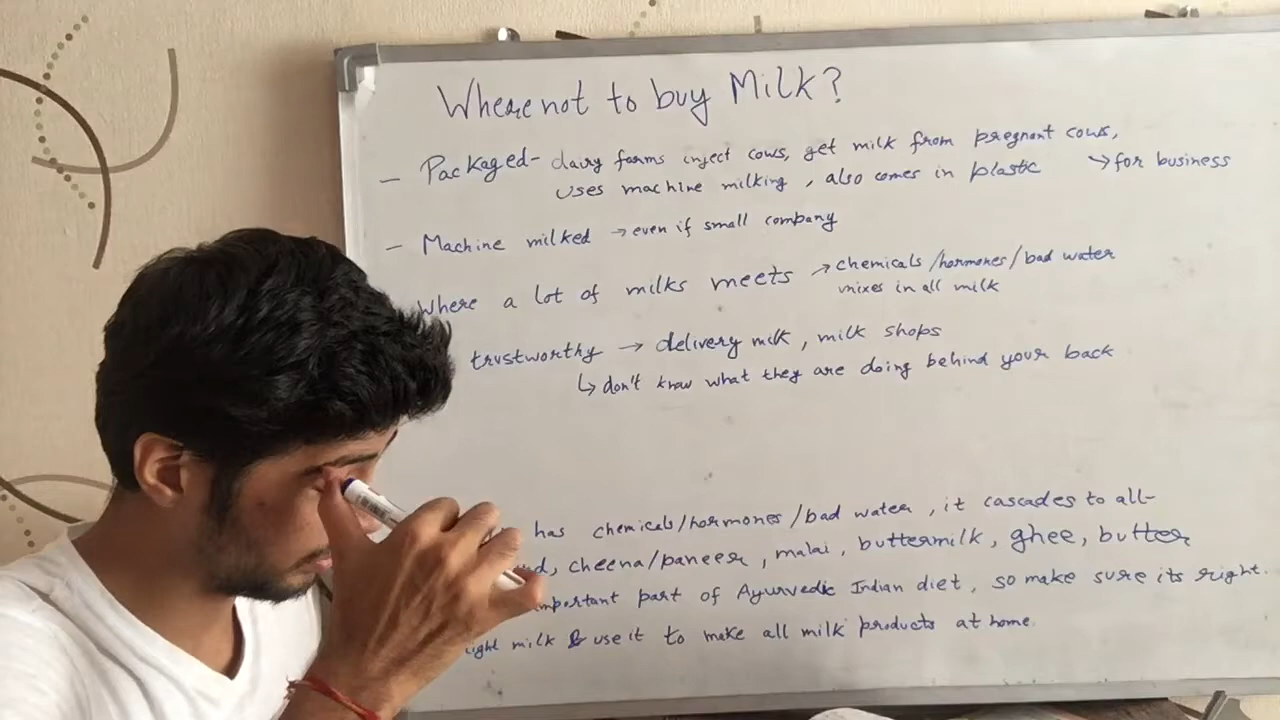 Where not to buy Milk?
— Packaged- dairy farms inject cows, get milk from pregnant cows,
uses machine milking, also comes in plastic → for business
— Machine milked → even if small company
Where a lot of milks meets → chemicals/hormones/bad water
mixes in all milk
trustworthy → delivery milk, milk shops
↳ don't know what they are doing behind your back
has chemicals/hormones/bad water, it cascades to all-
cheena/paneer, malai, buttermilk, ghee, butter
important part of Ayurvedic Indian diet, so make sure its right.
milk & use it to make all milk products at home.